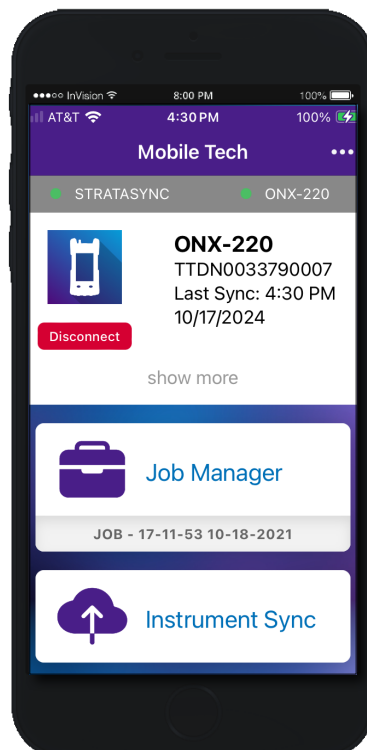 InVision 8:00 PM 100%
AT&T 4:30 PM 100%
Mobile Tech
STRATASYNC ONX-220
ONX-220
TTDN0033790007
Last Sync: 4:30 PM
10/17/2024
Disconnect
show more
Job Manager
JOB - 17-11-53 10-18-2021
Instrument Sync